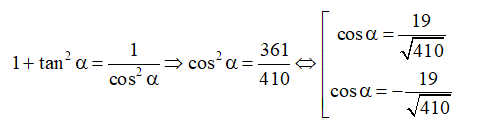 1 + tan² α = 1/cos² α ⇒ cos² α = 361/410 ⇔ [ cos α = 19/√410
cos α = −19/√410